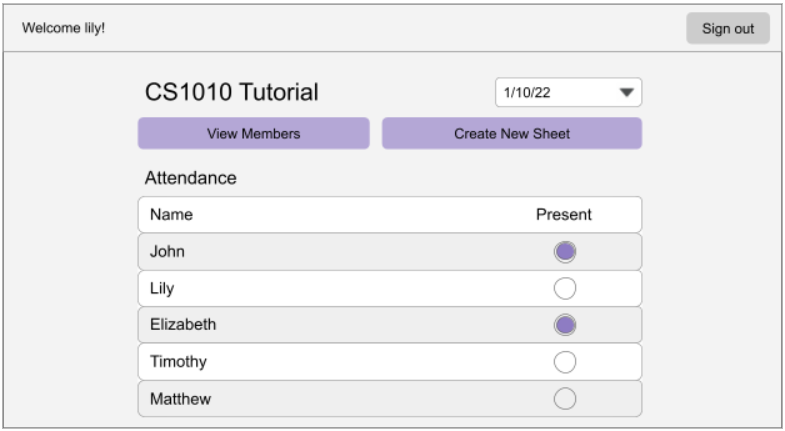 Welcome lily! Sign out
CS1010 Tutorial 1/10/22
View Members Create New Sheet
Attendance
Name Present
John
Lily
Elizabeth
Timothy
Matthew